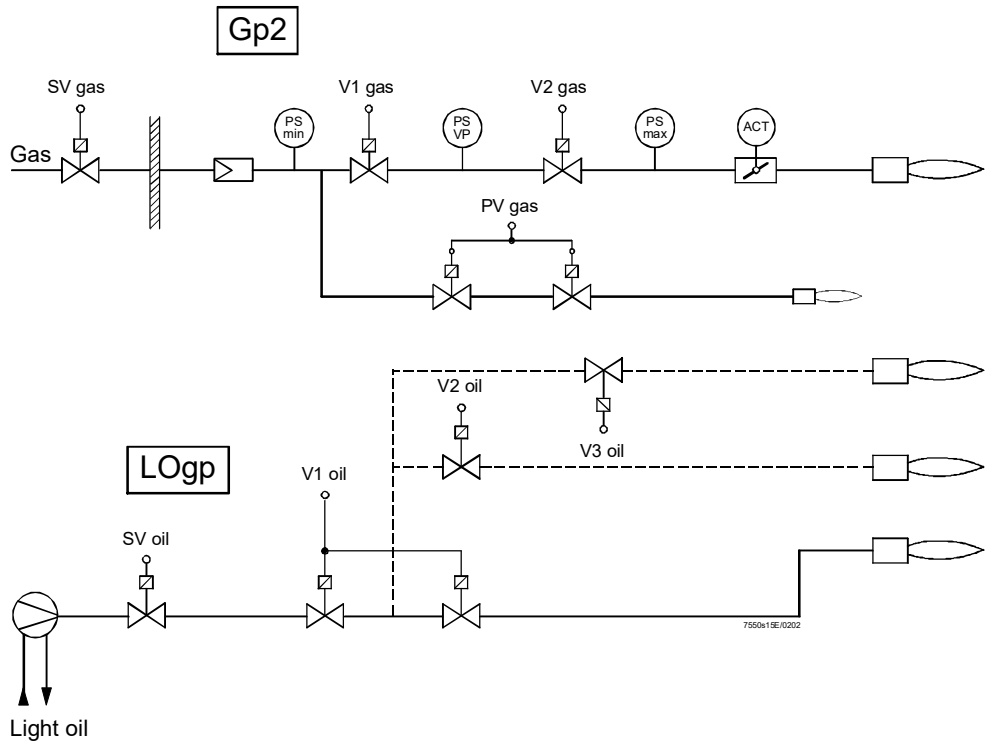 Gp2
SV gas
V1 gas
V2 gas
PS
min
PS
VP
PS
max
ACT
Gas
PV gas
V2 oil
V3 oil
LOgp
V1 oil
SV oil
7550s15E/0202
Light oil